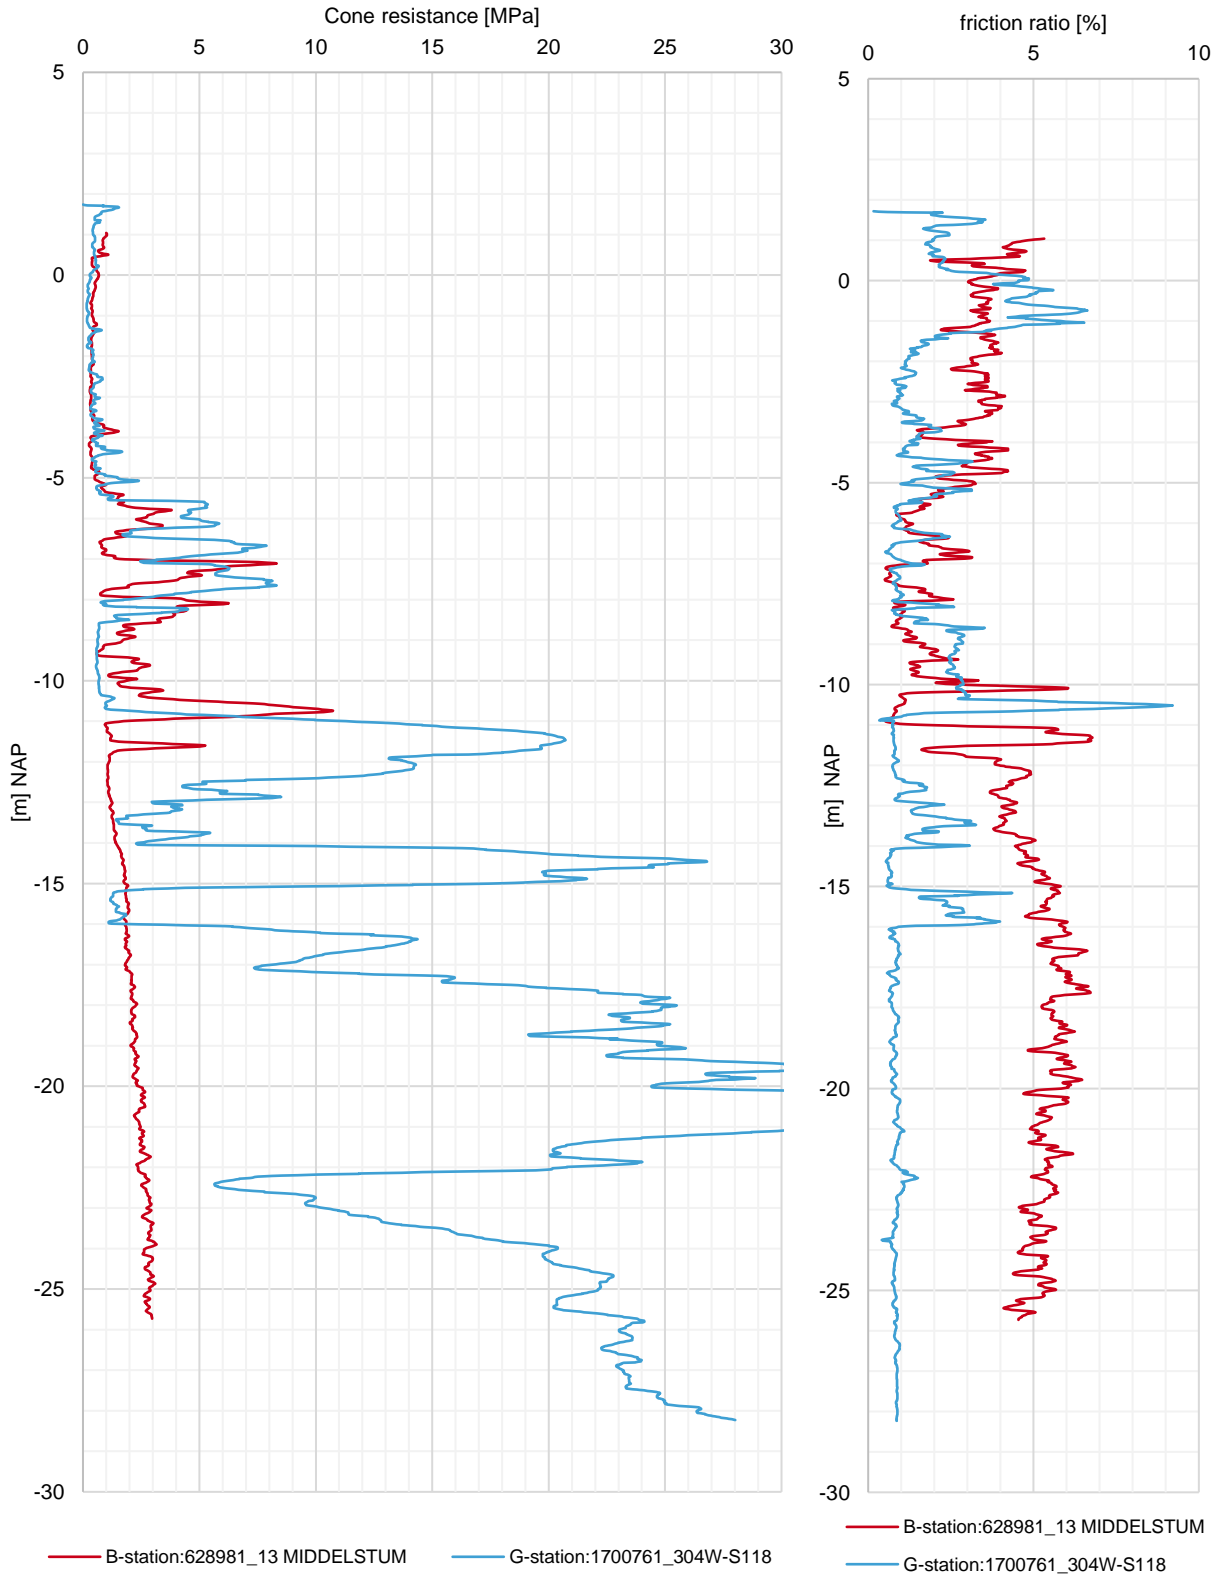 Cone resistance [MPa]
0 5 10 15 20 25 30
5
0
-5
-10
-15
-20
-25
-30
[m] NAP
B-station:628981_13 MIDDELSTUM
G-station:1700761_304W-S118
friction ratio [%]
0 5 10
5
0
-5
-10
-15
-20
-25
-30
[m] NAP
B-station:628981_13 MIDDELSTUM
G-station:1700761_304W-S118